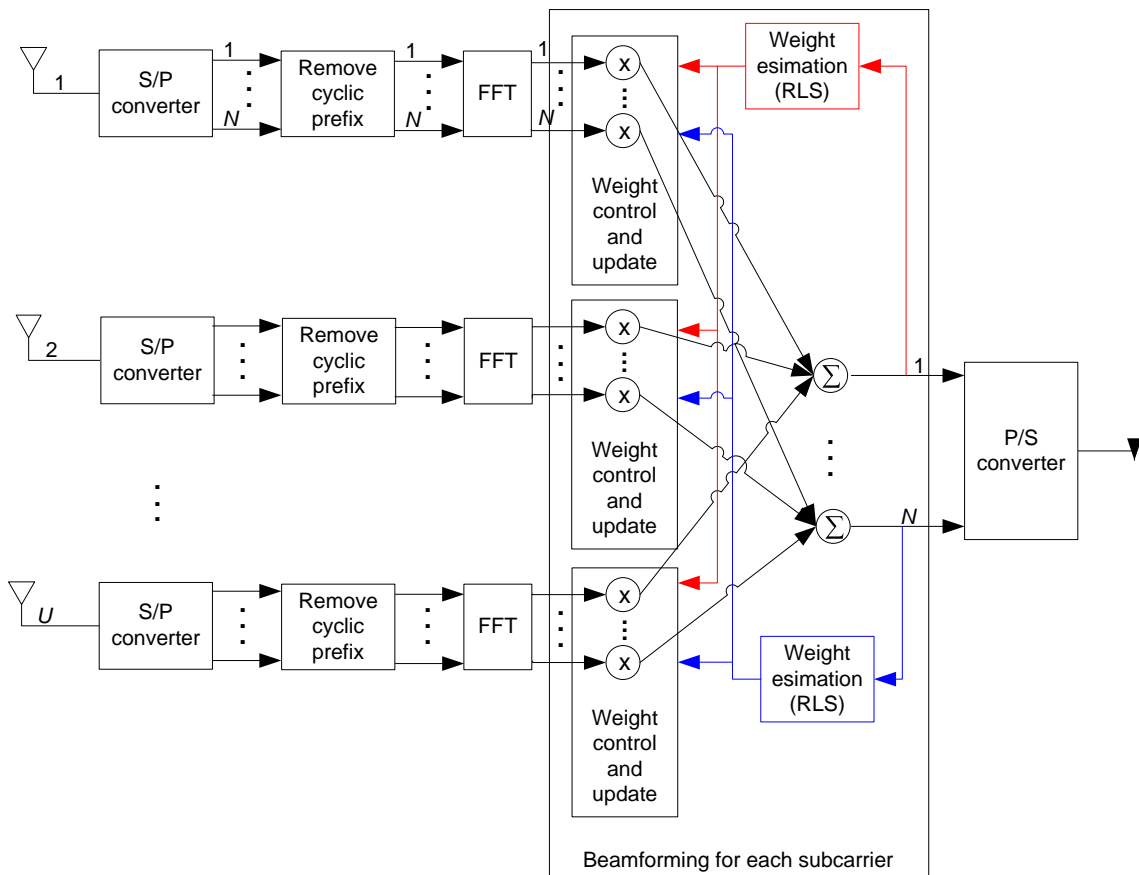 1
S/P
converter
1
N
Remove
cyclic
prefix
1
N
FFT
1
N
x
x
Weight
control
and
update
Weight
esimation
(RLS)
2
S/P
converter
Remove
cyclic
prefix
FFT
x
x
Weight
control
and
update
Σ
1
Σ
N
P/S
converter
U
S/P
converter
Remove
cyclic
prefix
FFT
x
x
Weight
control
and
update
Weight
esimation
(RLS)
Beamforming for each subcarrier